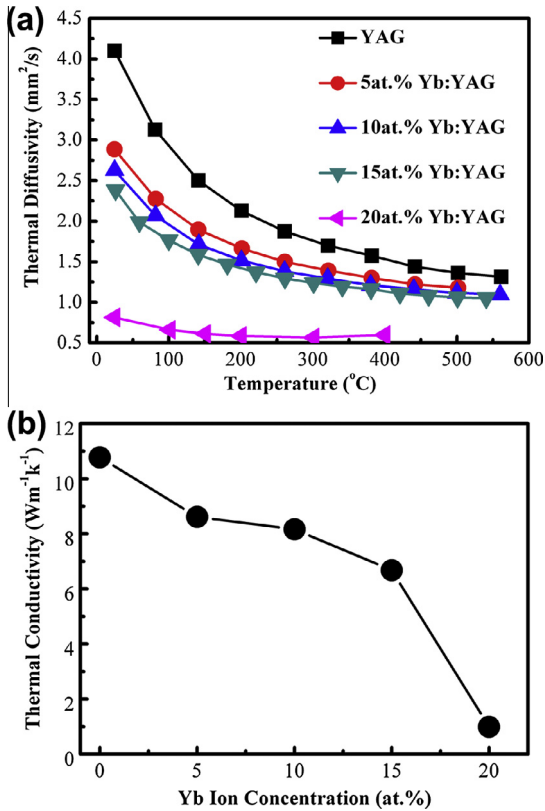 (a)
4.5
4.0
3.5
3.0
2.5
2.0
1.5
1.0
0.5
Thermal Diffusivity (mm²/s)
YAG
5at.% Yb:YAG
10at.% Yb:YAG
15at.% Yb:YAG
20at.% Yb:YAG
0 100 200 300 400 500 600
Temperature (°C)
(b)
12
10
8
6
4
2
0
Thermal Conductivity (Wm⁻¹k⁻¹)
0 5 10 15 20
Yb Ion Concentration (at.%)